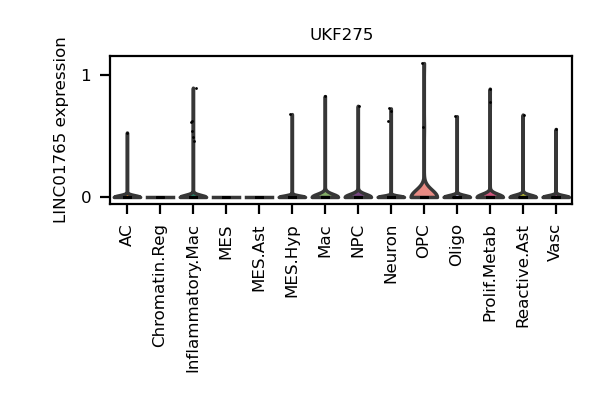 UKF275
LINC01765 expression
1
0
AC
Chromatin.Reg
Inflammatory.Mac
MES
MES.Ast
MES.Hyp
Mac
NPC
Neuron
OPC
Oligo
Prolif.Metab
Reactive.Ast
Vasc